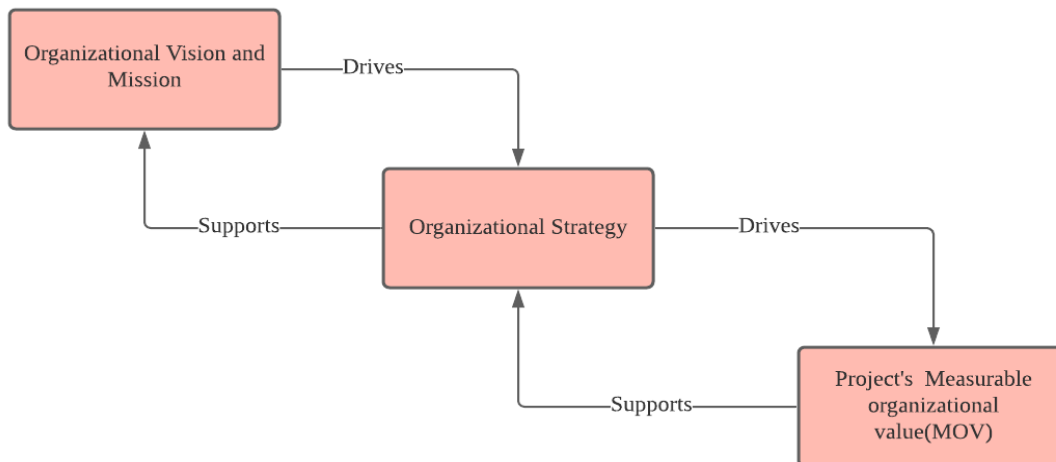 Organizational Vision and
Mission
Drives
Supports
Organizational Strategy
Drives
Supports
Project's  Measurable
organizational
value(MOV)